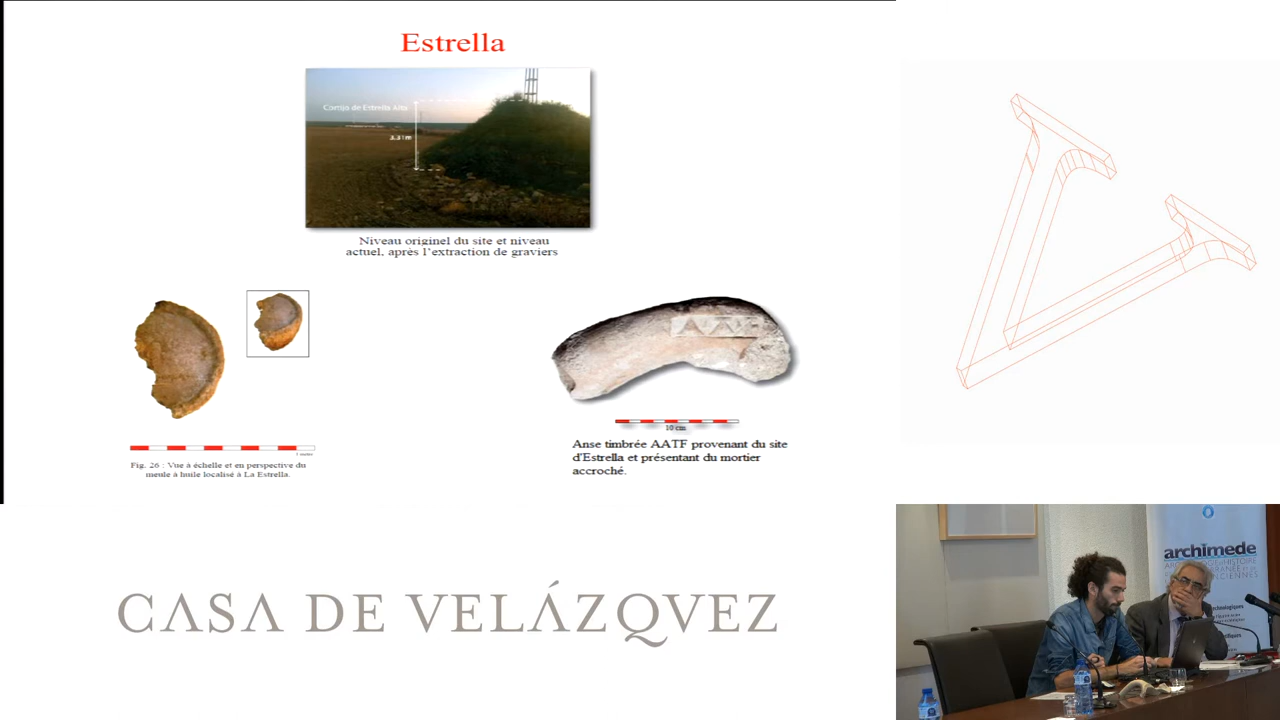 Estrella
Cortijo de Estrella Alta
3.31m
Niveau originel du site et niveau
actuel, après l'extraction de graviers
10 cm
Anse timbrée AATF provenant du site
d'Estrella et présentant du mortier
accroché.
Fig. 26 : Vue à échelle et en perspective du
meule à huile localisé à La Estrella.
CASA DE VELÁZQVEZ
archimede